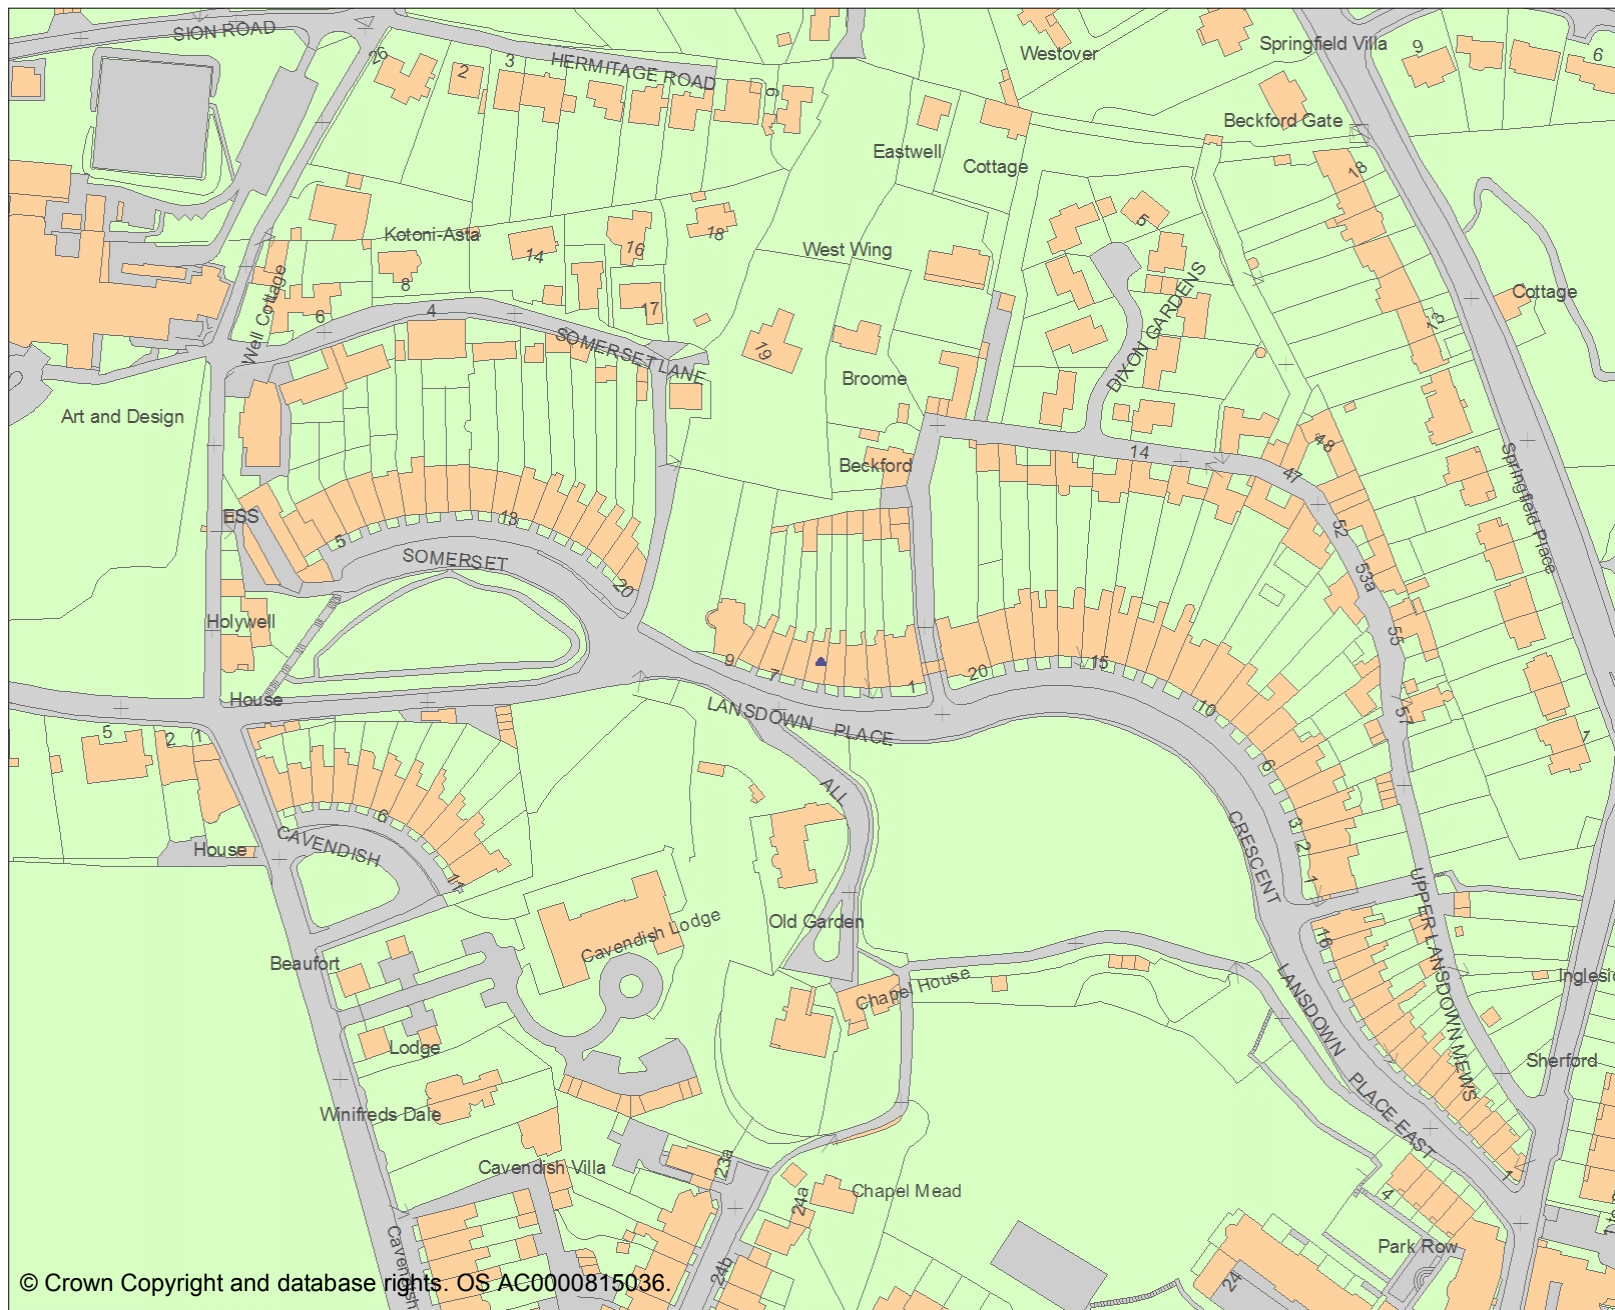 SION ROAD
26
2
3
HERMITAGE ROAD
9
Westover
Springfield Villa
9
6
Beckford Gate
18
Eastwell
Cottage
Kotoni-Asta
14
16
18
West Wing
5
8
Well Cottage
6
4
17
SOMERSET LANE
19
Broome
DIXON GARDENS
Cottage
13
Art and Design
Beckford
14
47
48
Springfield Place
ESS
5
13
SOMERSET
20
52
53a
55
57
Holywell
House
9
7
1
20
15
10
6
3
2
1
LANSDOWN PLACE
CRESCENT
5
2
1
6
CAVENDISH
11
House
ALL
1
UPPER LANSDOWN MEWS
16
Beaufort
Cavendish Lodge
Old Garden
Chapel House
LANSDOWN PLACE EAST
Lodge
Winifreds Dale
Sherford
Cavendish Villa
23a
24a
Chapel Mead
1
4
Park Row
24b
24
© Crown Copyright and database rights. OS AC0000815036.